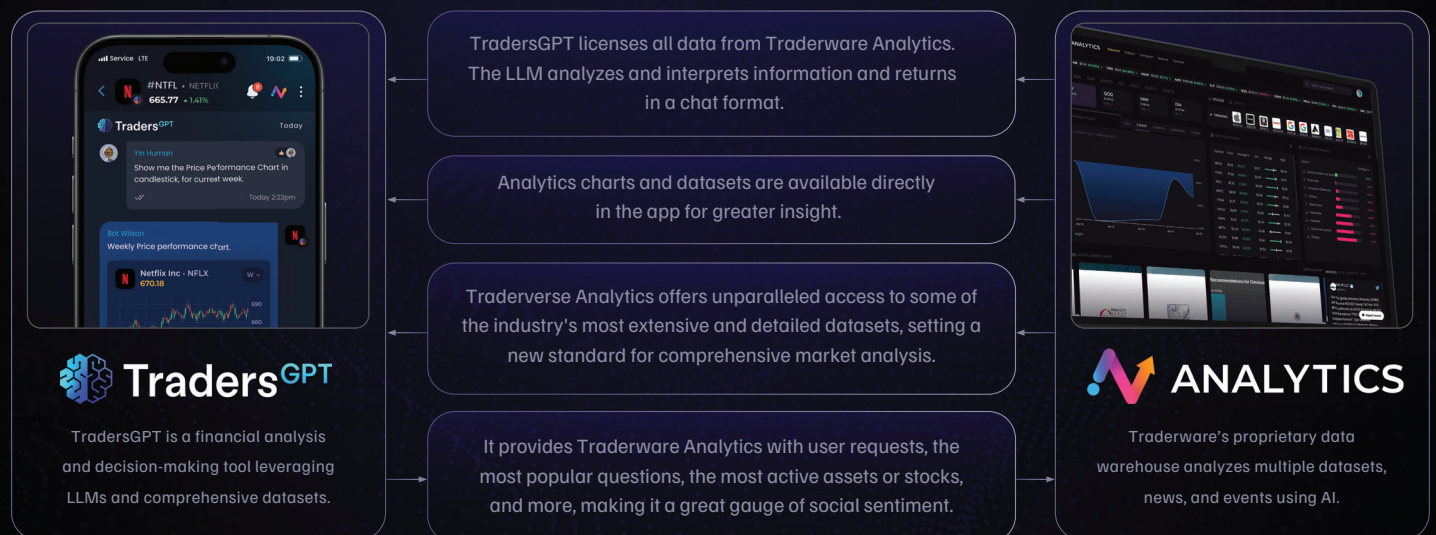 Service LTE
19:02
#NTFL • NETFLIX
665.77 ▲1.41%
8
TradersGPT
Today
Yin Human
Show me the Price Peformance Chart in
candlestick, for current week.
Today 2:22pm
Bot Wilson
Weekly Price performance chart.
Netflix Inc - NFLX
670.18
W
690
660
TradersGPT
TradersGPT is a financial analysis
and decision-making tool leveraging
LLMs and comprehensive datasets.
TradersGPT licenses all data from Traderware Analytics.
The LLM analyzes and interprets information and returns
in a chat format.
Analytics charts and datasets are available directly
in the app for greater insight.
Traderverse Analytics offers unparalleled access to some of
the industry's most extensive and detailed datasets, setting a
new standard for comprehensive market analysis.
It provides Traderware Analytics with user requests, the
most popular questions, the most active assets or stocks,
and more, making it a great gauge of social sentiment.
ANALYTICS
ANALYTICS
Traderware's proprietary data
warehouse analyzes multiple datasets,
news, and events using AI.